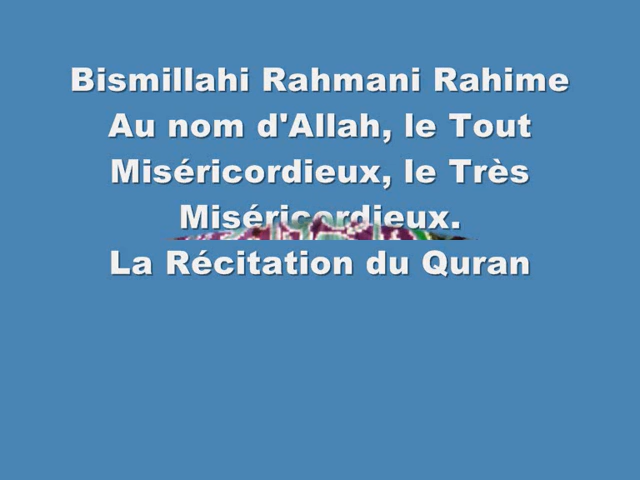 Bismillahi Rahmani Rahime
Au nom d'Allah, le Tout
Miséricordieux, le Très
Miséricordieux.
La Récitation du Quran